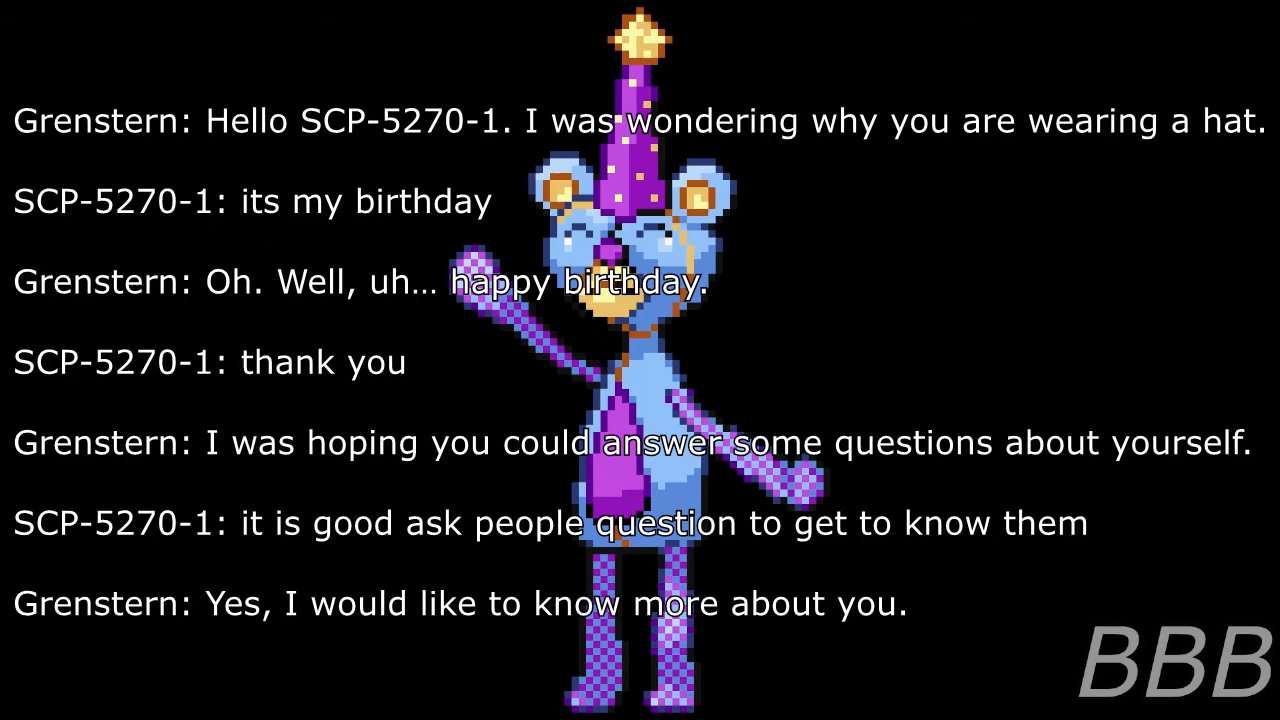 Grenstern: Hello SCP-5270-1. I was wondering why you are wearing a hat.
SCP-5270-1: its my birthday
Grenstern: Oh. Well, uh... happy birthday.
SCP-5270-1: thank you
Grenstern: I was hoping you could answer some questions about yourself.
SCP-5270-1: it is good ask people question to get to know them
Grenstern: Yes, I would like to know more about you.
BBB